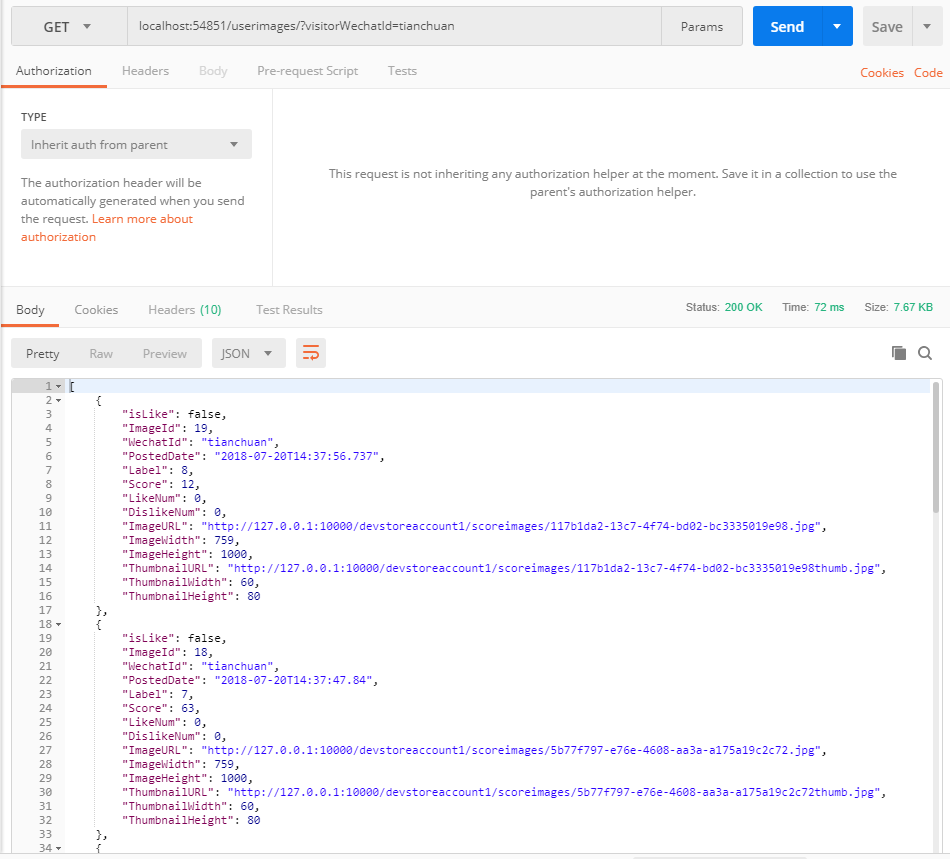 GET localhost:54851/userimages/?visitorWechatId=tianchuan Params Send Save
Authorization Headers Body Pre-request Script Tests Cookies Code
TYPE
Inherit auth from parent
The authorization header will be
automatically generated when you send
the request. Learn more about
authorization
This request is not inheriting any authorization helper at the moment. Save it in a collection to use the
parent's authorization helper.
Body Cookies Headers (10) Test Results Status: 200 OK Time: 72 ms Size: 7.67 KB
Pretty Raw Preview JSON
1 [
2 {
3 "isLike": false,
4 "ImageId": 19,
5 "WechatId": "tianchuan",
6 "PostedDate": "2018-07-20T14:37:56.737",
7 "Label": 8,
8 "Score": 12,
9 "LikeNum": 0,
10 "DislikeNum": 0,
11 "ImageURL": "http://127.0.0.1:10000/devstoreaccount1/scoreimages/117b1da2-13c7-4f74-bd02-bc3335019e98.jpg",
12 "ImageWidth": 759,
13 "ImageHeight": 1000,
14 "ThumbnailURL": "http://127.0.0.1:10000/devstoreaccount1/scoreimages/117b1da2-13c7-4f74-bd02-bc3335019e98thumb.jpg",
15 "ThumbnailWidth": 60,
16 "ThumbnailHeight": 80
17 },
18 {
19 "isLike": false,
20 "ImageId": 18,
21 "WechatId": "tianchuan",
22 "PostedDate": "2018-07-20T14:37:47.84",
23 "Label": 7,
24 "Score": 63,
25 "LikeNum": 0,
26 "DislikeNum": 0,
27 "ImageURL": "http://127.0.0.1:10000/devstoreaccount1/scoreimages/5b77f797-e76e-4608-aa3a-a175a19c2c72.jpg",
28 "ImageWidth": 759,
29 "ImageHeight": 1000,
30 "ThumbnailURL": "http://127.0.0.1:10000/devstoreaccount1/scoreimages/5b77f797-e76e-4608-aa3a-a175a19c2c72thumb.jpg",
31 "ThumbnailWidth": 60,
32 "ThumbnailHeight": 80
33 },
34 {